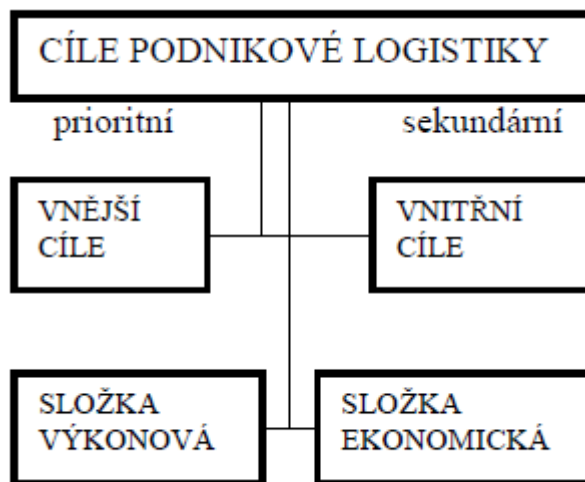 CÍLE PODNIKOVÉ LOGISTIKY
prioritní
sekundární
VNĚJŠÍ
CÍLE
VNITŘNÍ
CÍLE
SLOŽKA
VÝKONOVÁ
SLOŽKA
EKONOMICKÁ